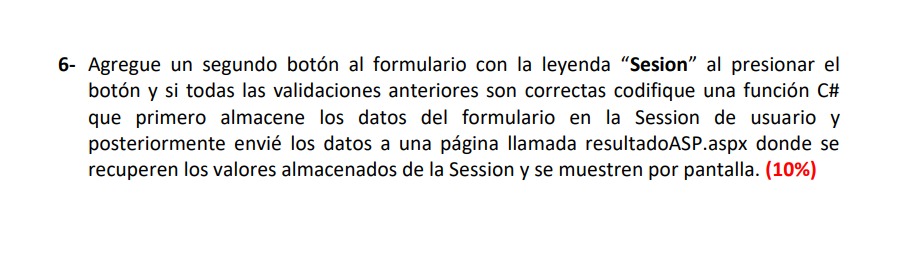 6- Agregue un segundo botón al formulario con la leyenda “Sesion” al presionar el
botón y si todas las validaciones anteriores son correctas codifique una función C#
que primero almacene los datos del formulario en la Session de usuario y
posteriormente envié los datos a una página llamada resultadoASP.aspx donde se
recuperen los valores almacenados de la Session y se muestren por pantalla. (10%)